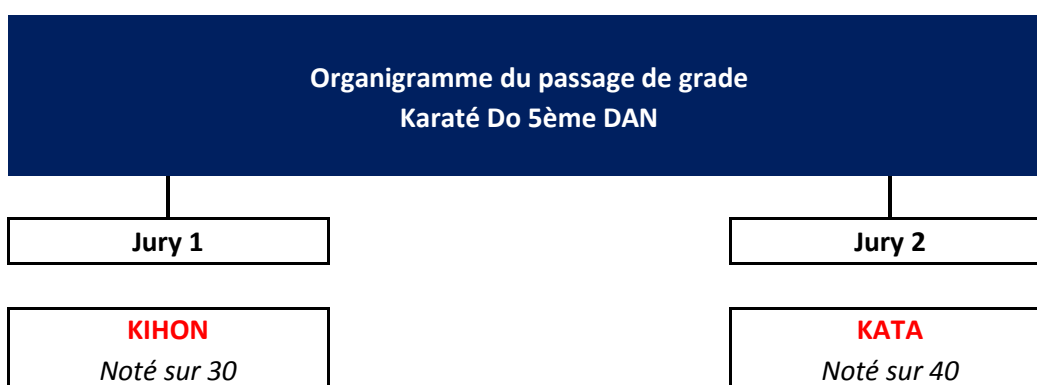 Organigramme du passage de grade
Karaté Do 5ème DAN
Jury 1
Jury 2
KIHON
Noté sur 30
KATA
Noté sur 40